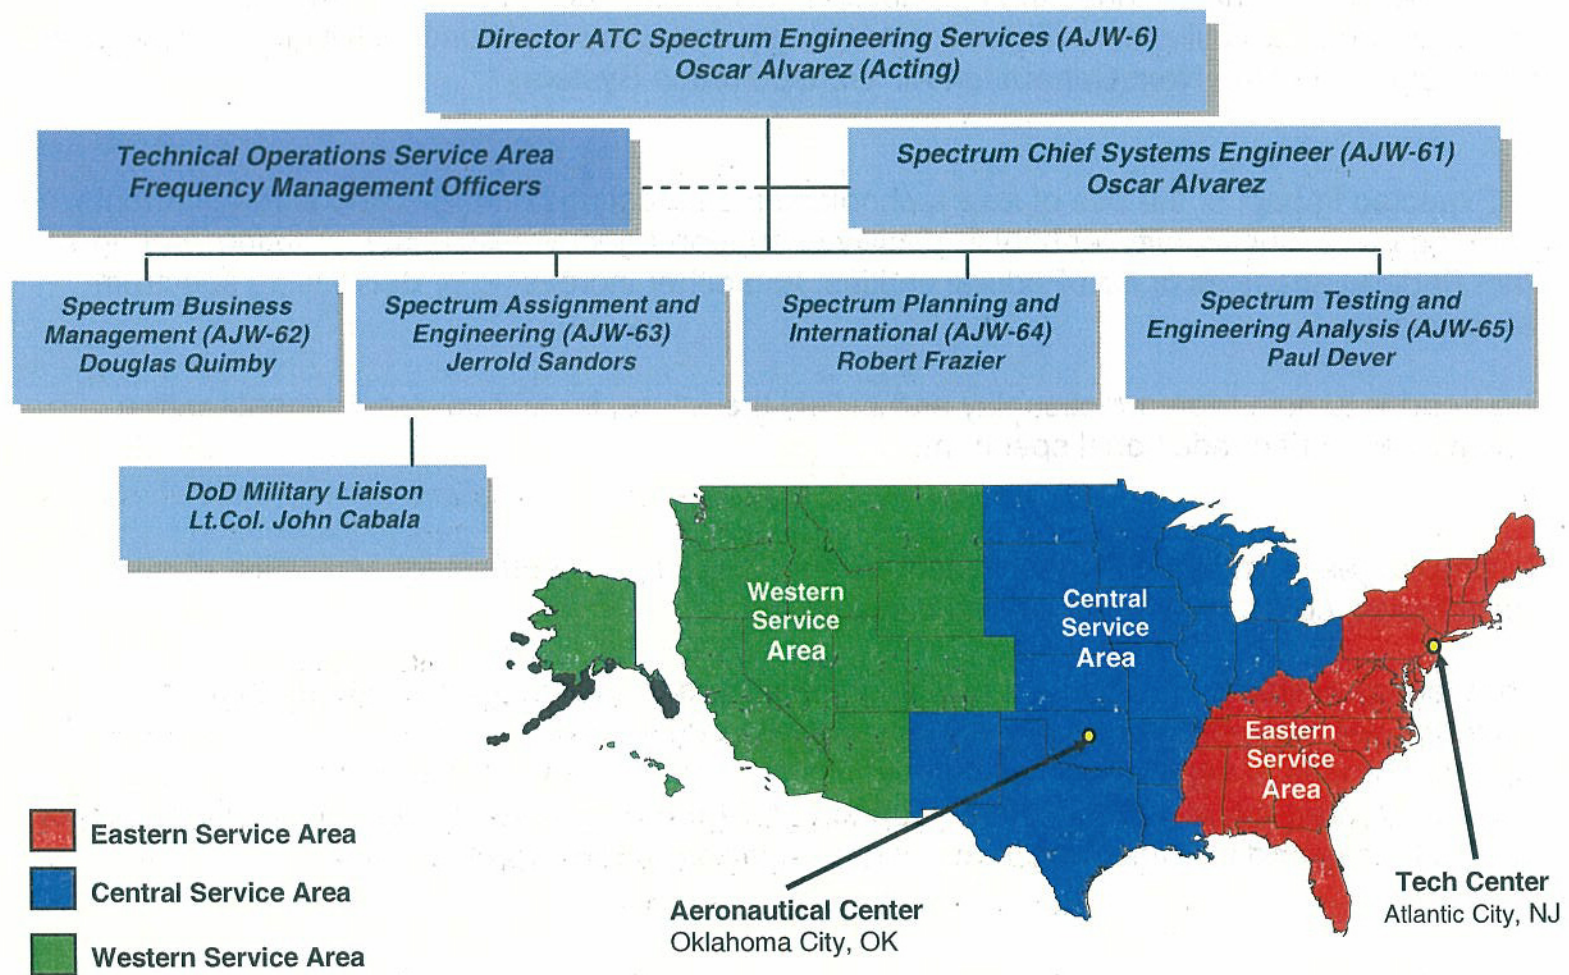 Director ATC Spectrum Engineering Services (AJW-6)
Oscar Alvarez (Acting)
Technical Operations Service Area
Frequency Management Officers
Spectrum Chief Systems Engineer (AJW-61)
Oscar Alvarez
Spectrum Business
Management (AJW-62)
Douglas Quimby
Spectrum Assignment and
Engineering (AJW-63)
Jerrold Sandors
Spectrum Planning and
International (AJW-64)
Robert Frazier
Spectrum Testing and
Engineering Analysis (AJW-65)
Paul Dever
DoD Military Liaison
Lt.Col. John Cabala
Western
Service
Area
Central
Service
Area
Eastern
Service
Area
Eastern Service Area
Central Service Area
Western Service Area
Aeronautical Center
Oklahoma City, OK
Tech Center
Atlantic City, NJ